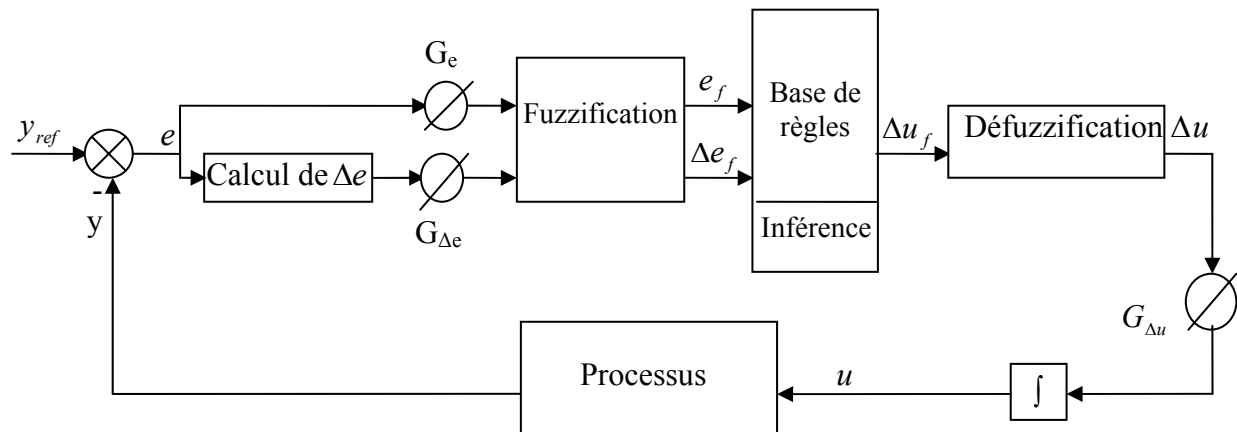 G_e
Fuzzification
e_f
Base de
règles
y_ref
e
Δu_f
Défuzzification
Δu
Calcul de Δe
Δe_f
-
y
G_Δe
Inférence
G_Δu
Processus
u
∫